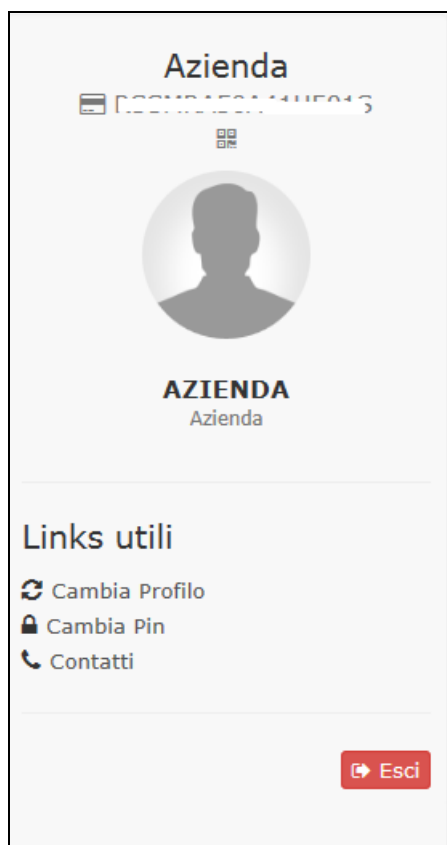 Azienda
AZIENDA
Azienda
Links utili
Cambia Profilo
Cambia Pin
Contatti
Esci